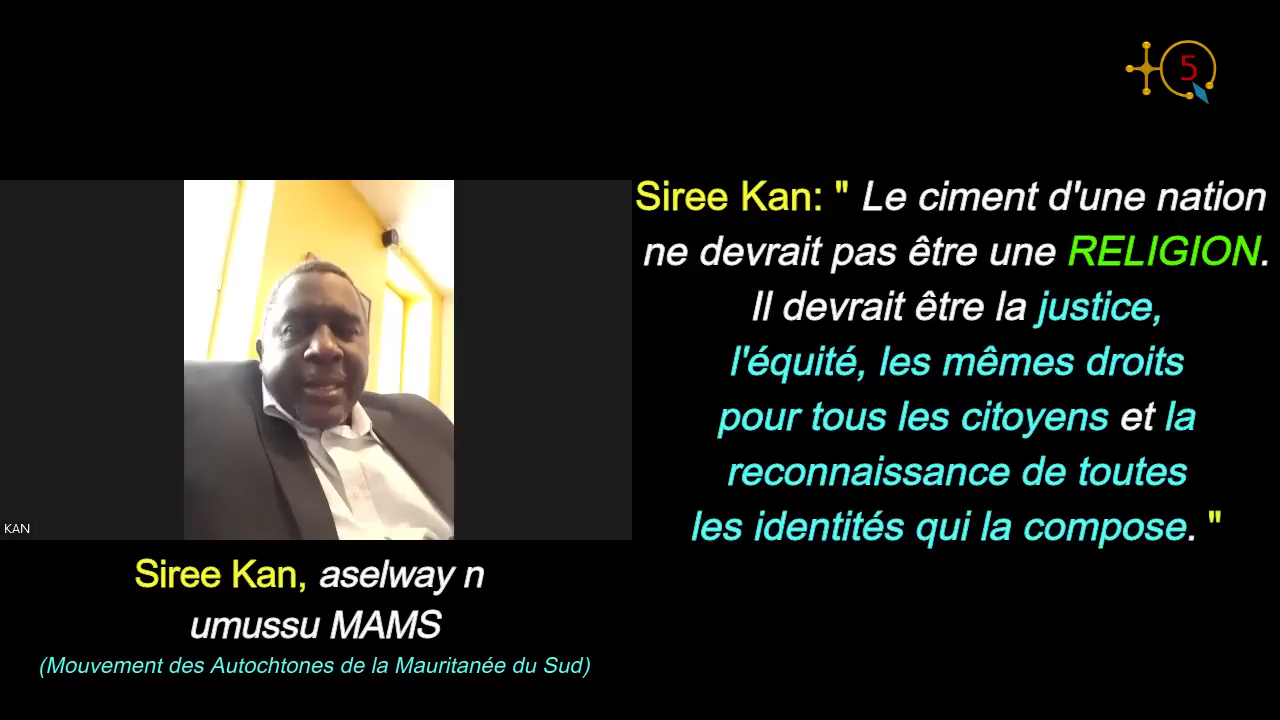 5
Siree Kan: " Le ciment d'une nation
ne devrait pas être une RELIGION.
Il devrait être la justice,
l'équité, les mêmes droits
pour tous les citoyens et la
reconnaissance de toutes
les identités qui la compose. "
KAN
Siree Kan, aselway n
umussu MAMS
(Mouvement des Autochtones de la Mauritanée du Sud)